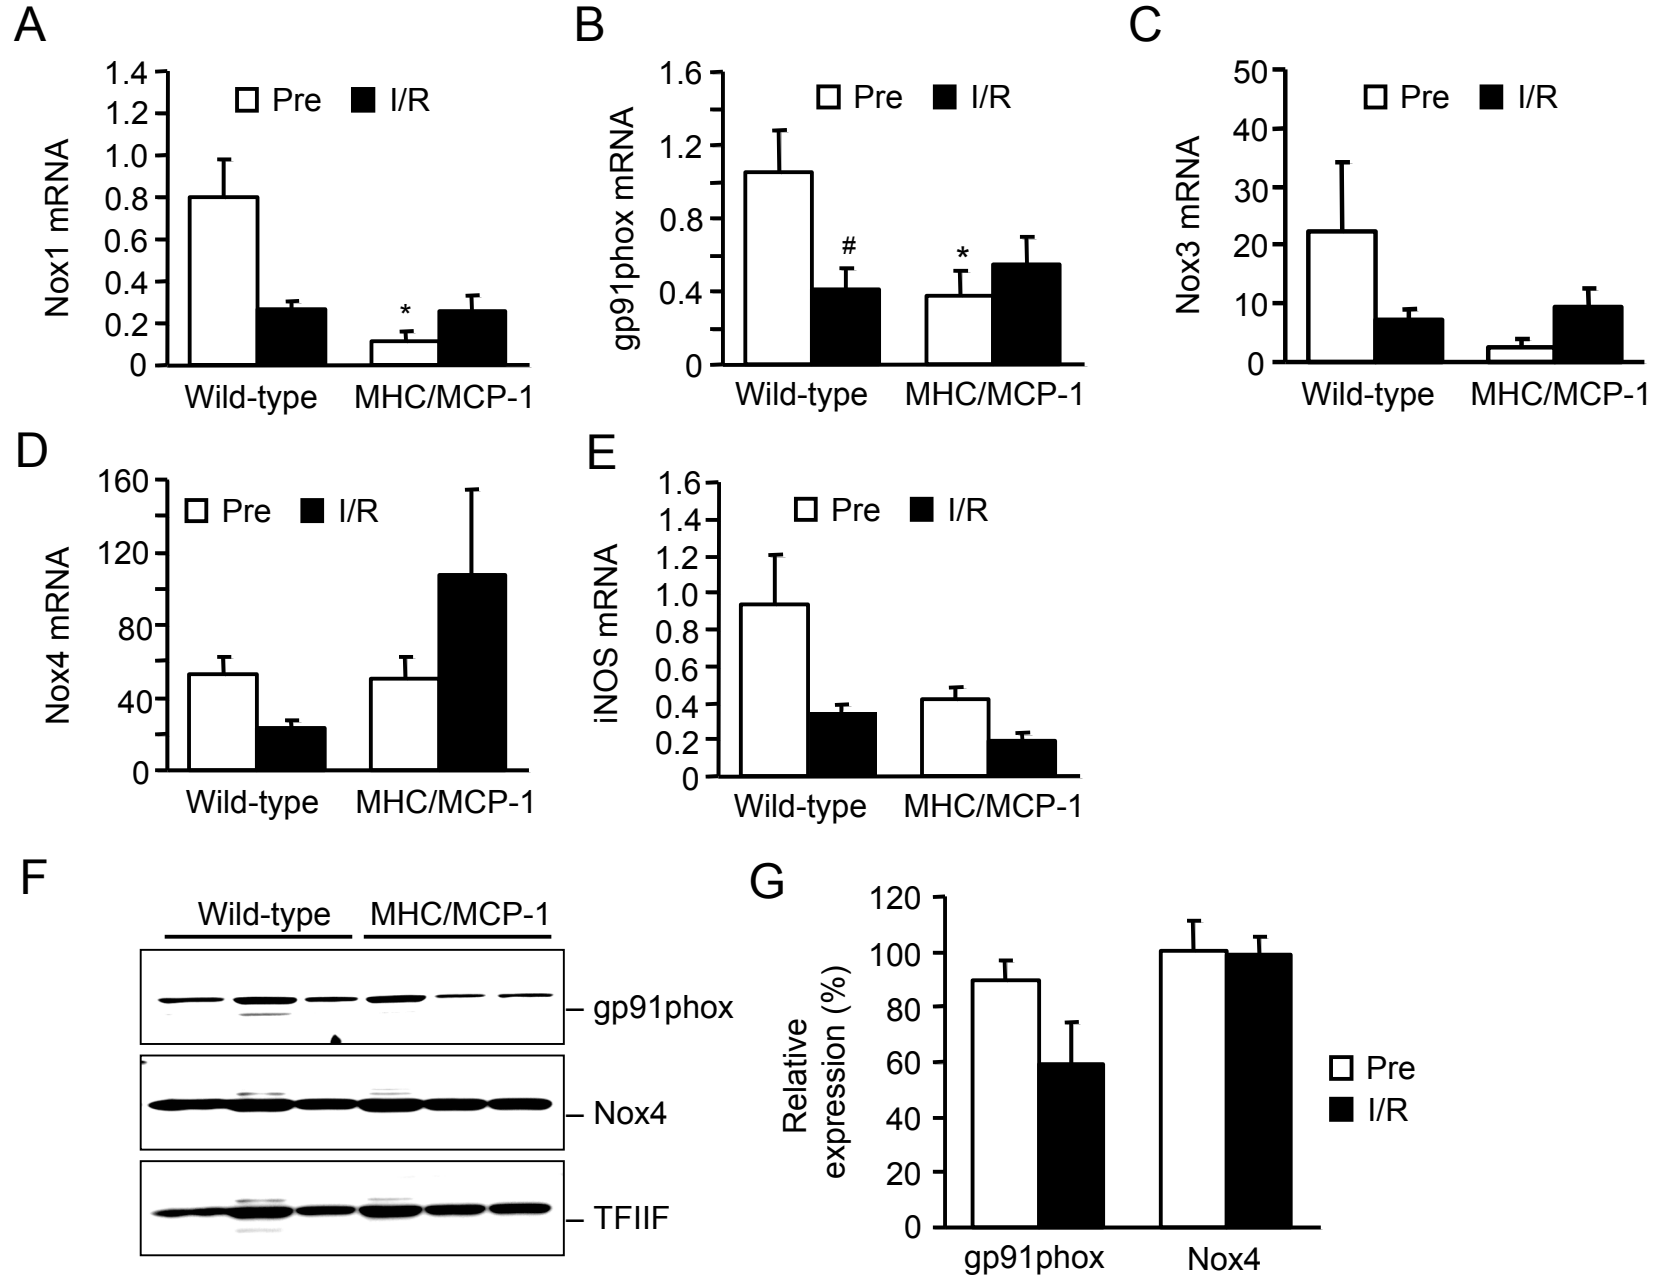 A
Nox1 mRNA
1.4
1.2
1.0
0.8
0.6
0.4
0.2
0
Pre I/R
*
Wild-type MHC/MCP-1
B
gp91phox mRNA
1.6
1.2
0.8
0.4
0
Pre I/R
#
*
Wild-type MHC/MCP-1
C
Nox3 mRNA
50
40
30
20
10
0
Pre I/R
Wild-type MHC/MCP-1
D
Nox4 mRNA
160
120
80
40
0
Pre I/R
Wild-type MHC/MCP-1
E
iNOS mRNA
1.6
1.4
1.2
1.0
0.8
0.6
0.4
0.2
0
Pre I/R
Wild-type MHC/MCP-1
F
Wild-type MHC/MCP-1
– gp91phox
– Nox4
– TFIIF
G
Relative
expression (%)
120
100
80
60
40
20
0
Pre
I/R
gp91phox Nox4